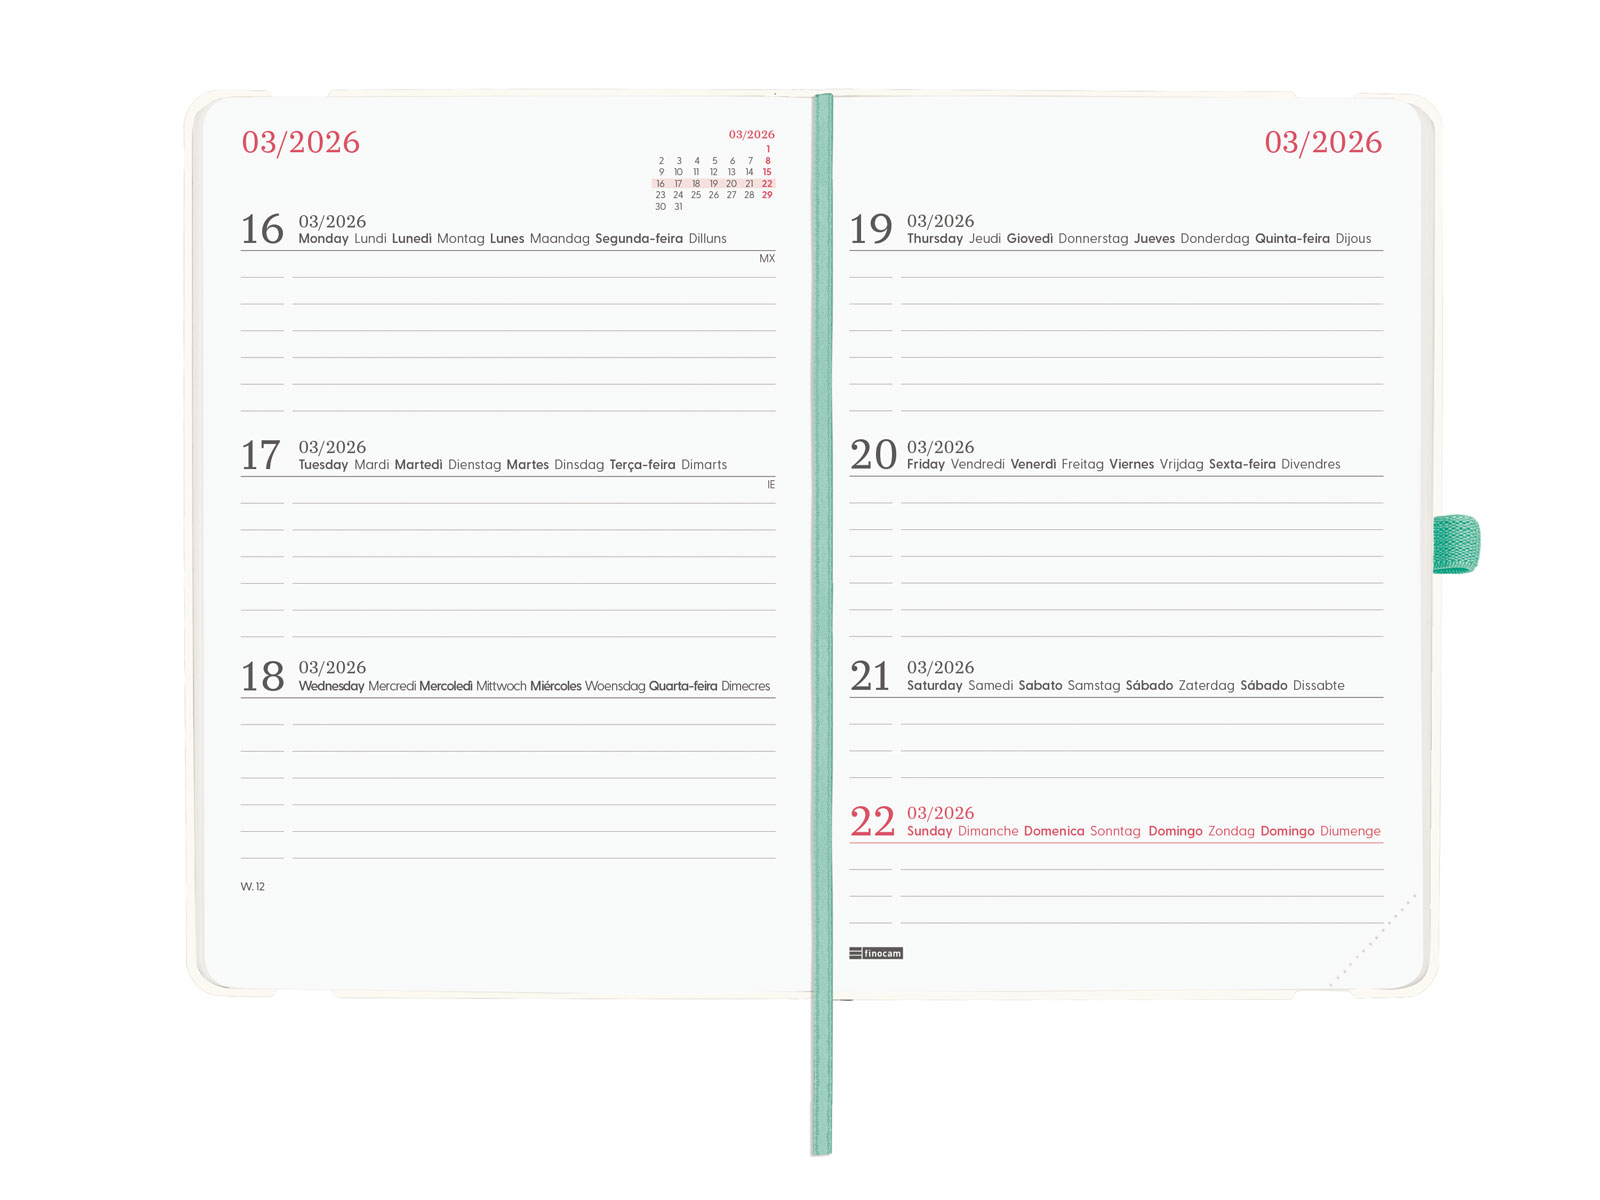 03/2026
03/2026
1
2 3 4 5 6 7 8
9 10 11 12 13 14 15
16 17 18 19 20 21 22
23 24 25 26 27 28 29
30 31
16 03/2026
Monday Lundi Lunedì Montag Lunes Maandag Segunda-feira Dilluns
MX
17 03/2026
Tuesday Mardi Martedì Dienstag Martes Dinsdag Terça-feira Dimarts
IE
18 03/2026
Wednesday Mercredi Mercoledì Mittwoch Miércoles Woensdag Quarta-feira Dimecres
W. 12
03/2026
19 03/2026
Thursday Jeudi Giovedì Donnerstag Jueves Donderdag Quinta-feira Dijous
20 03/2026
Friday Vendredi Venerdì Freitag Viernes Vrijdag Sexta-feira Divendres
21 03/2026
Saturday Samedi Sabato Samstag Sábado Zaterdag Sábado Dissabte
22 03/2026
Sunday Dimanche Domenica Sonntag Domingo Zondag Domingo Diumenge
finocam